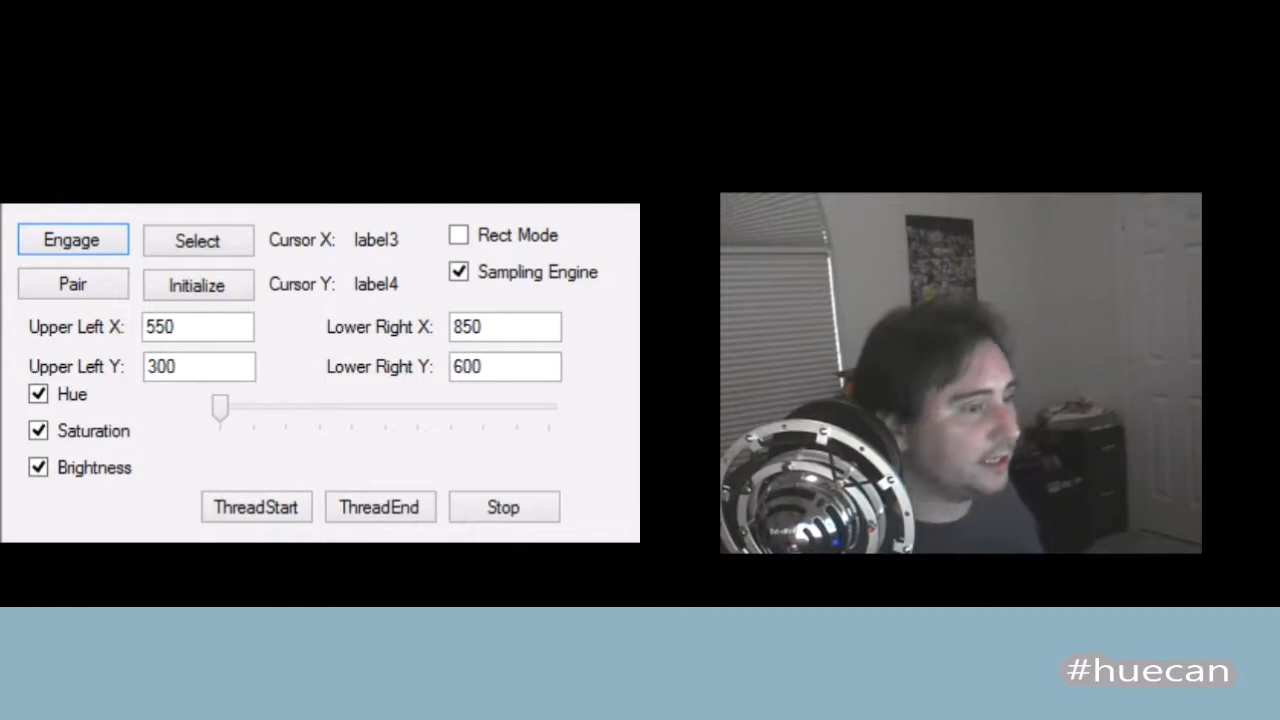 Engage Select Cursor X: label3 Rect Mode
Pair Initialize Cursor Y: label4 Sampling Engine
Upper Left X: 550 Lower Right X: 850
Upper Left Y: 300 Lower Right Y: 600
Hue
Saturation
Brightness
ThreadStart ThreadEnd Stop
#huecan